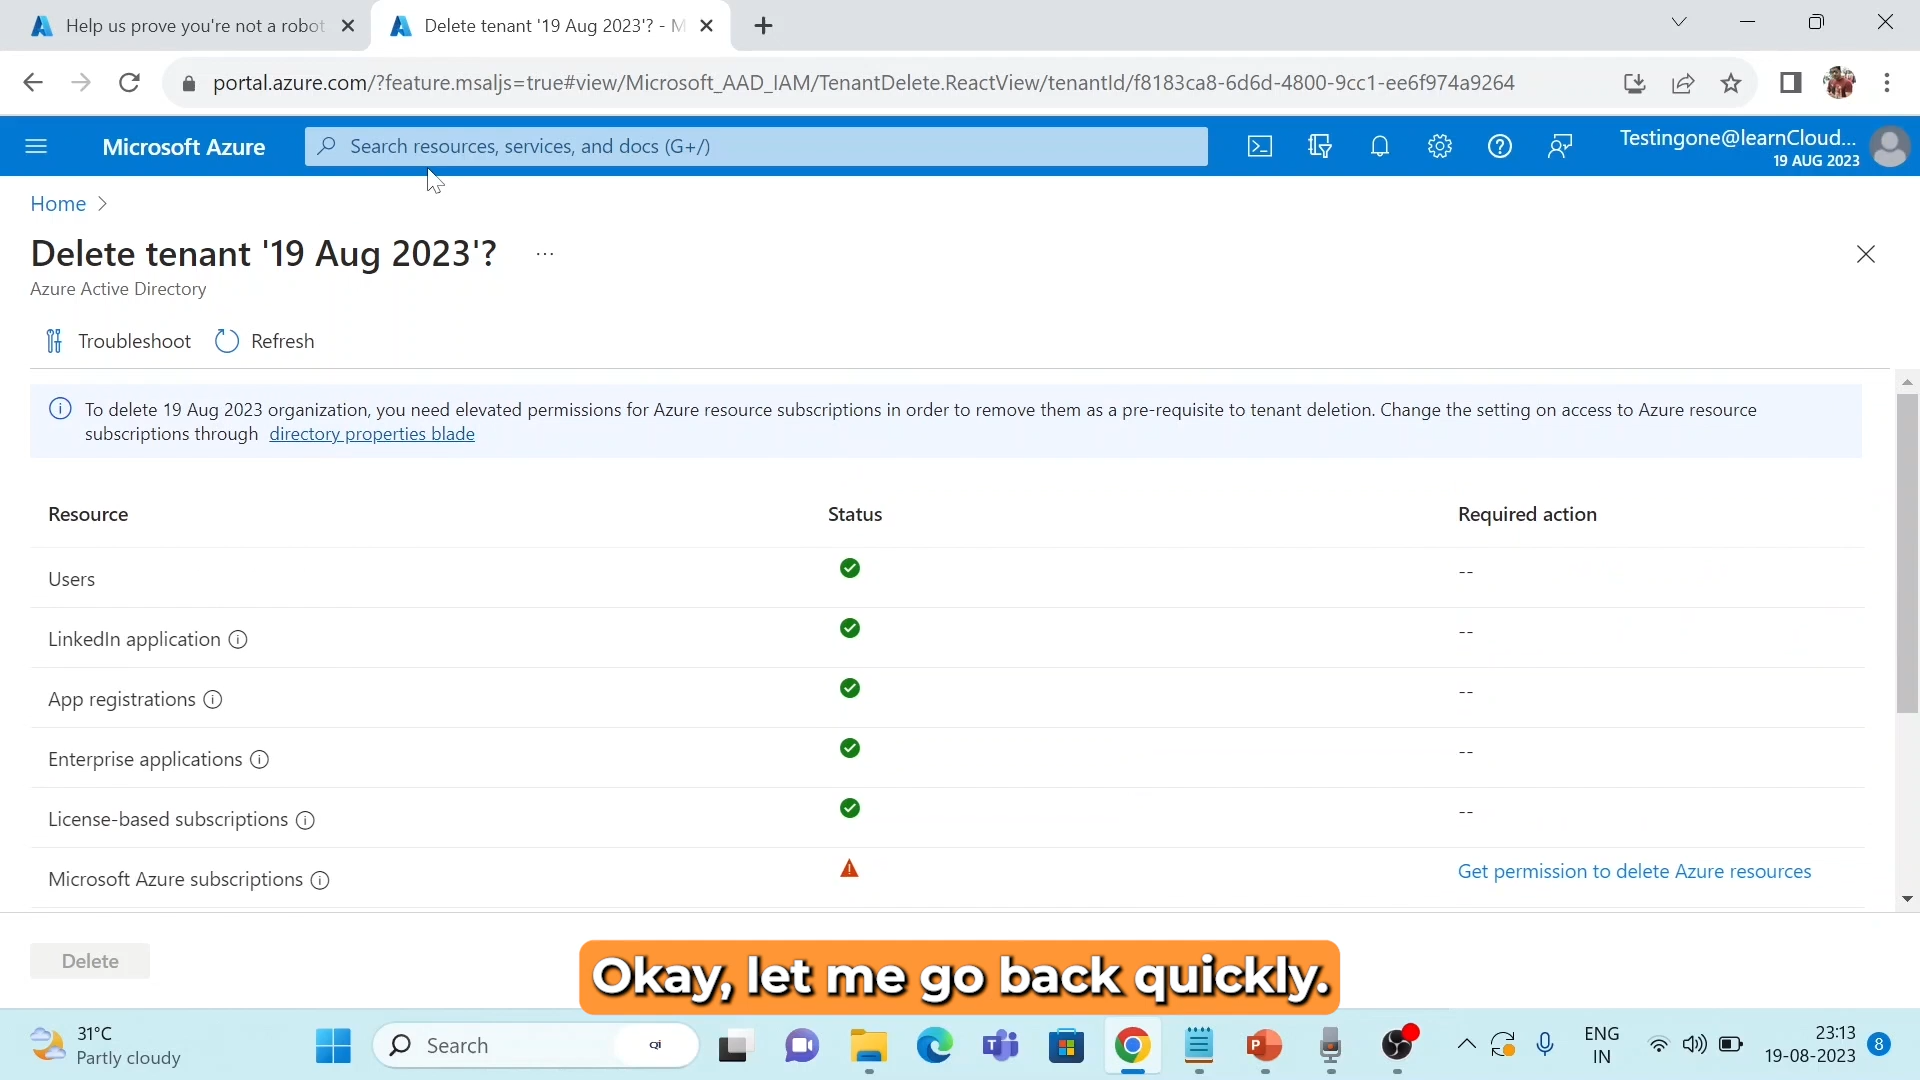 Help us prove you're not a robot
Delete tenant '19 Aug 2023'? - M
portal.azure.com/?feature.msaljs=true#view/Microsoft_AAD_IAM/TenantDelete.ReactView/tenantId/f8183ca8-6d6d-4800-9cc1-ee6f974a9264
Microsoft Azure
Search resources, services, and docs (G+/)
Testingone@learnCloud...
19 AUG 2023
Home
Delete tenant '19 Aug 2023'?
Azure Active Directory
Troubleshoot
Refresh
To delete 19 Aug 2023 organization, you need elevated permissions for Azure resource subscriptions in order to remove them as a pre-requisite to tenant deletion. Change the setting on access to Azure resource
subscriptions through directory properties blade
Resource Status Required action
Users --
LinkedIn application --
App registrations --
Enterprise applications --
License-based subscriptions --
Microsoft Azure subscriptions Get permission to delete Azure resources
Delete
Okay, let me go back quickly.
31°C
Partly cloudy
Search
ENG
IN
23:13
19-08-2023
8